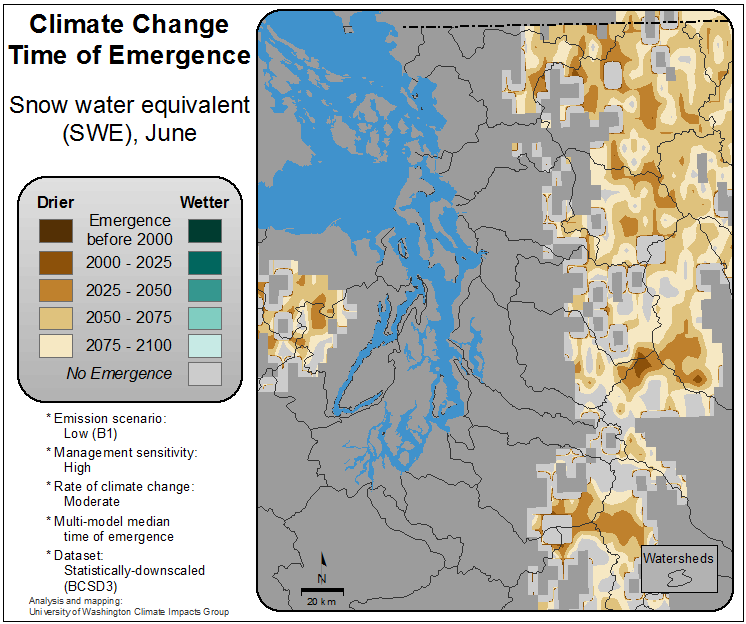 Climate Change
Time of Emergence
Snow water equivalent
(SWE), June
Drier
Wetter
Emergence
before 2000
2000 - 2025
2025 - 2050
2050 - 2075
2075 - 2100
No Emergence
* Emission scenario:
Low (B1)
* Management sensitivity:
High
* Rate of climate change:
Moderate
* Multi-model median
time of emergence
* Dataset:
Statistically-downscaled
(BCSD3)
Analysis and mapping:
University of Washington Climate Impacts Group
N
20 km
Watersheds